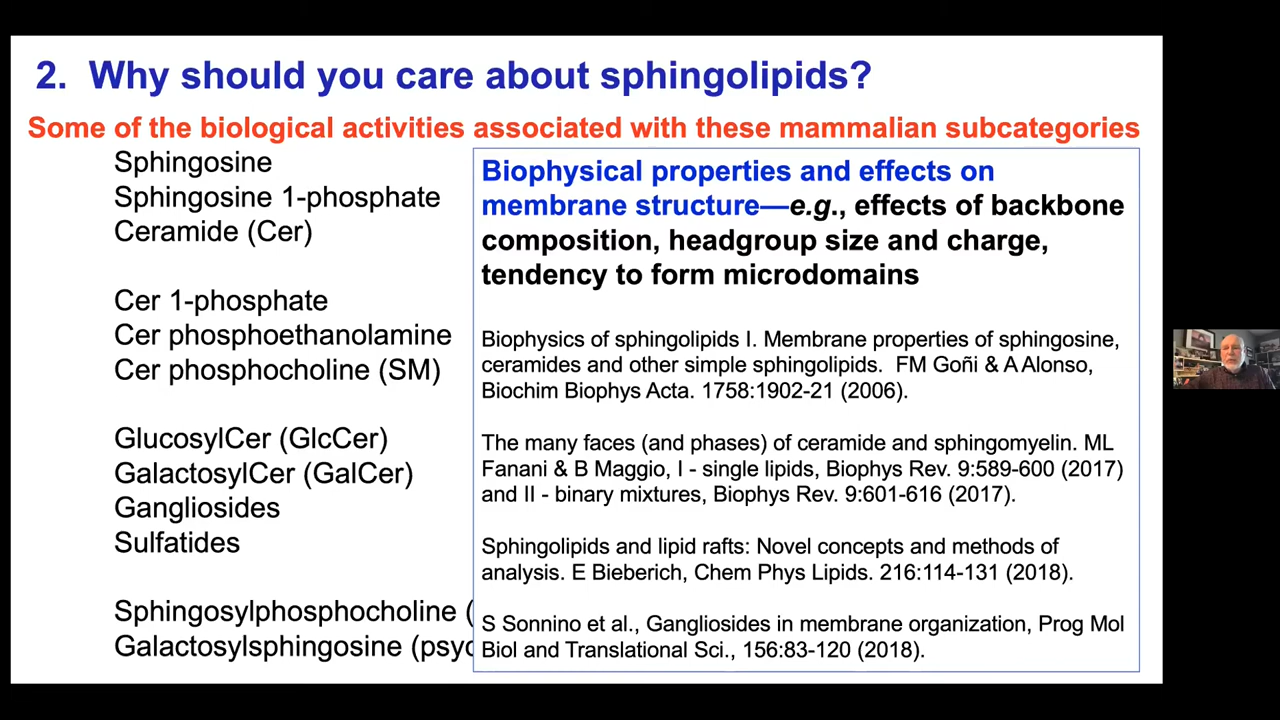 2. Why should you care about sphingolipids?
Some of the biological activities associated with these mammalian subcategories
Sphingosine
Sphingosine 1-phosphate
Ceramide (Cer)
Cer 1-phosphate
Cer phosphoethanolamine
Cer phosphocholine (SM)
GlucosylCer (GlcCer)
GalactosylCer (GalCer)
Gangliosides
Sulfatides
Sphingosylphosphocholine (
Galactosylsphingosine (psyc
Biophysical properties and effects on
membrane structure—e.g., effects of backbone
composition, headgroup size and charge,
tendency to form microdomains
Biophysics of sphingolipids I. Membrane properties of sphingosine,
ceramides and other simple sphingolipids. FM Goñi & A Alonso,
Biochim Biophys Acta. 1758:1902-21 (2006).
The many faces (and phases) of ceramide and sphingomyelin. ML
Fanani & B Maggio, I - single lipids, Biophys Rev. 9:589-600 (2017)
and II - binary mixtures, Biophys Rev. 9:601-616 (2017).
Sphingolipids and lipid rafts: Novel concepts and methods of
analysis. E Bieberich, Chem Phys Lipids. 216:114-131 (2018).
S Sonnino et al., Gangliosides in membrane organization, Prog Mol
Biol and Translational Sci., 156:83-120 (2018).